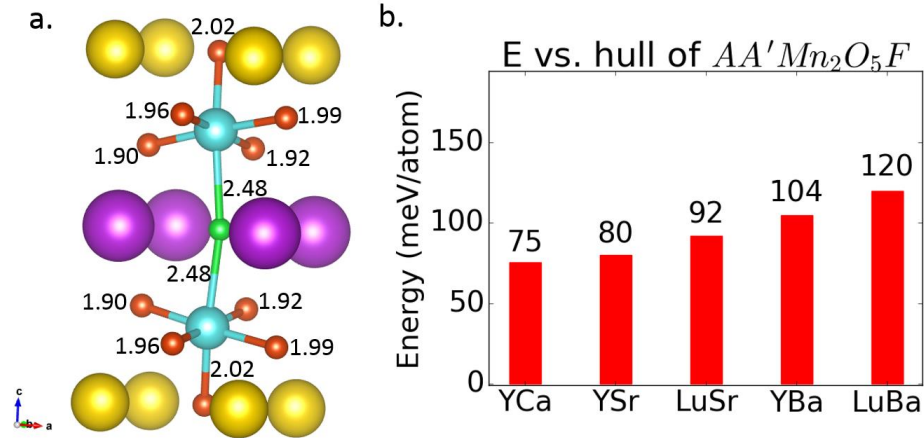 a.
2.02
1.96
1.99
1.90
1.92
2.48
2.48
1.90
1.92
1.96
1.99
2.02
c
b
a
b.
E vs. hull of AA′Mn₂O₅F
Energy (meV/atom)
150
100
50
0
75
80
92
104
120
YCa
YSr
LuSr
YBa
LuBa